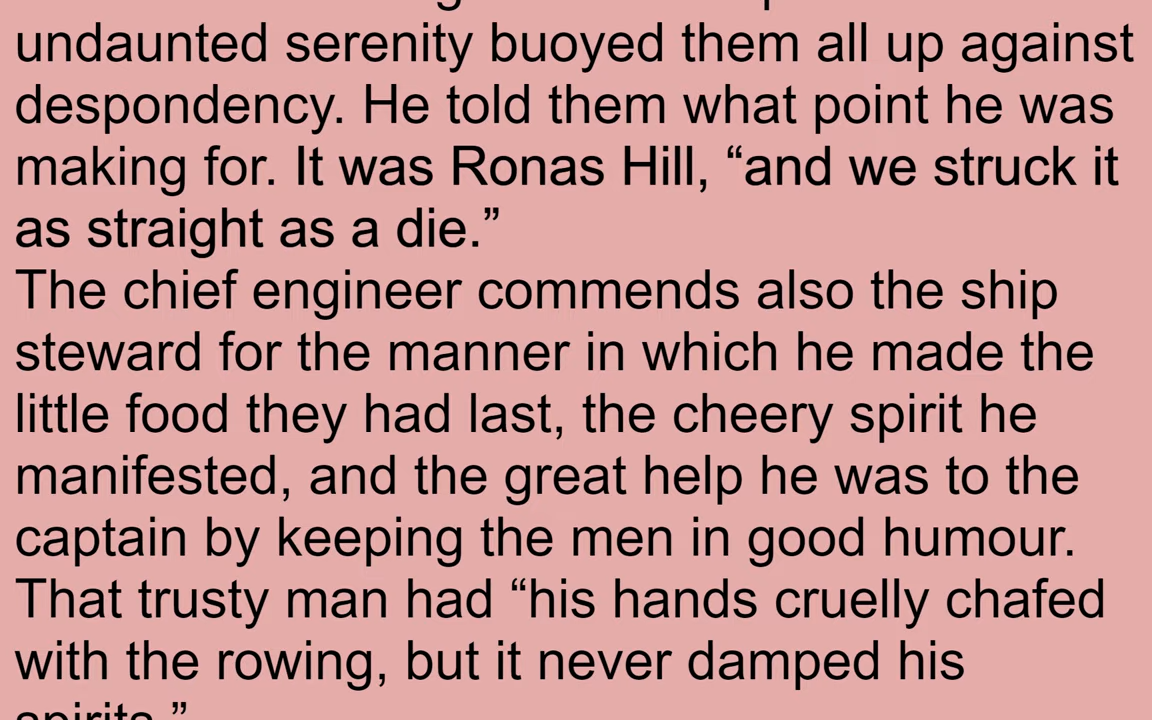 undaunted serenity buoyed them all up against
despondency. He told them what point he was
making for. It was Ronas Hill, “and we struck it
as straight as a die.”
The chief engineer commends also the ship
steward for the manner in which he made the
little food they had last, the cheery spirit he
manifested, and the great help he was to the
captain by keeping the men in good humour.
That trusty man had “his hands cruelly chafed
with the rowing, but it never damped his
spirits.”